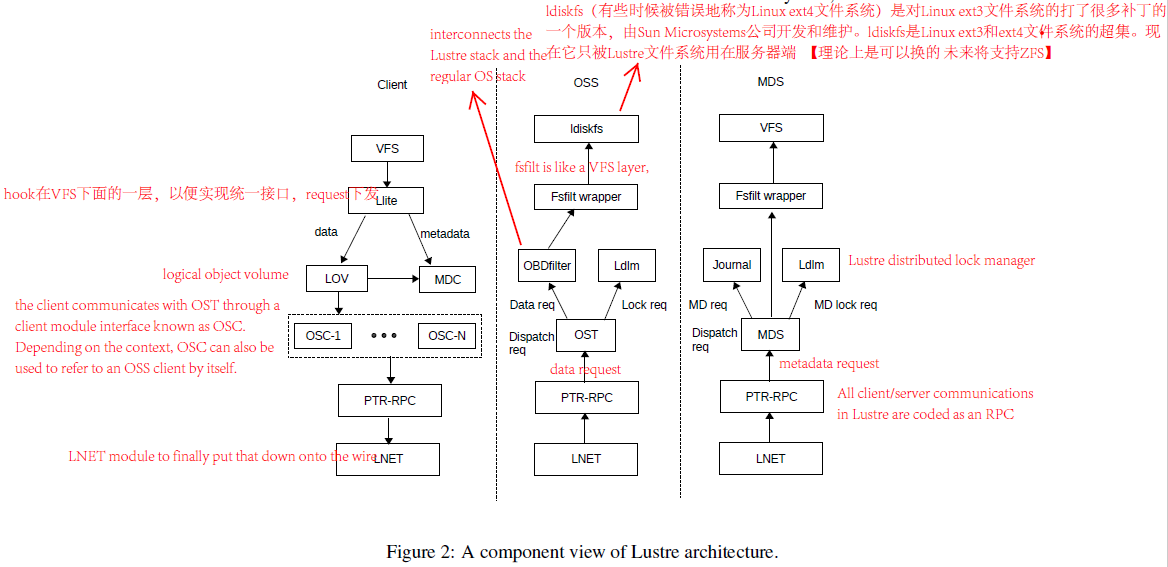 ldiskfs（有些时候被错误地称为Linux ext4文件系统）是对Linux ext3文件系统的打了很多补丁的
一个版本，由Sun Microsystems公司开发和维护。ldiskfs是Linux ext3和ext4文件系统的超集。现
在它只被Lustre文件系统用在服务器端 【理论上是可以换的 未来将支持ZFS】
interconnects the
Lustre stack and the
regular OS stack
Client
OSS
MDS
VFS
Llite
hook在VFS下面的一层，以便实现统一接口，request下发
data
metadata
LOV
MDC
logical object volume
the client communicates with OST through a
client module interface known as OSC.
Depending on the context, OSC can also be
used to refer to an OSS client by itself.
OSC-1
OSC-N
PTR-RPC
LNET
LNET module to finally put that down onto the wire
ldiskfs
fsfilt is like a VFS layer,
Fsfilt wrapper
OBDfilter
Ldlm
Data req
Lock req
Dispatch
req
OST
data request
PTR-RPC
LNET
VFS
Fsfilt wrapper
Journal
Ldlm
Lustre distributed lock manager
MD req
MD lock req
Dispatch
req
MDS
metadata request
PTR-RPC
All client/server communications
in Lustre are coded as an RPC
LNET
Figure 2: A component view of Lustre architecture.